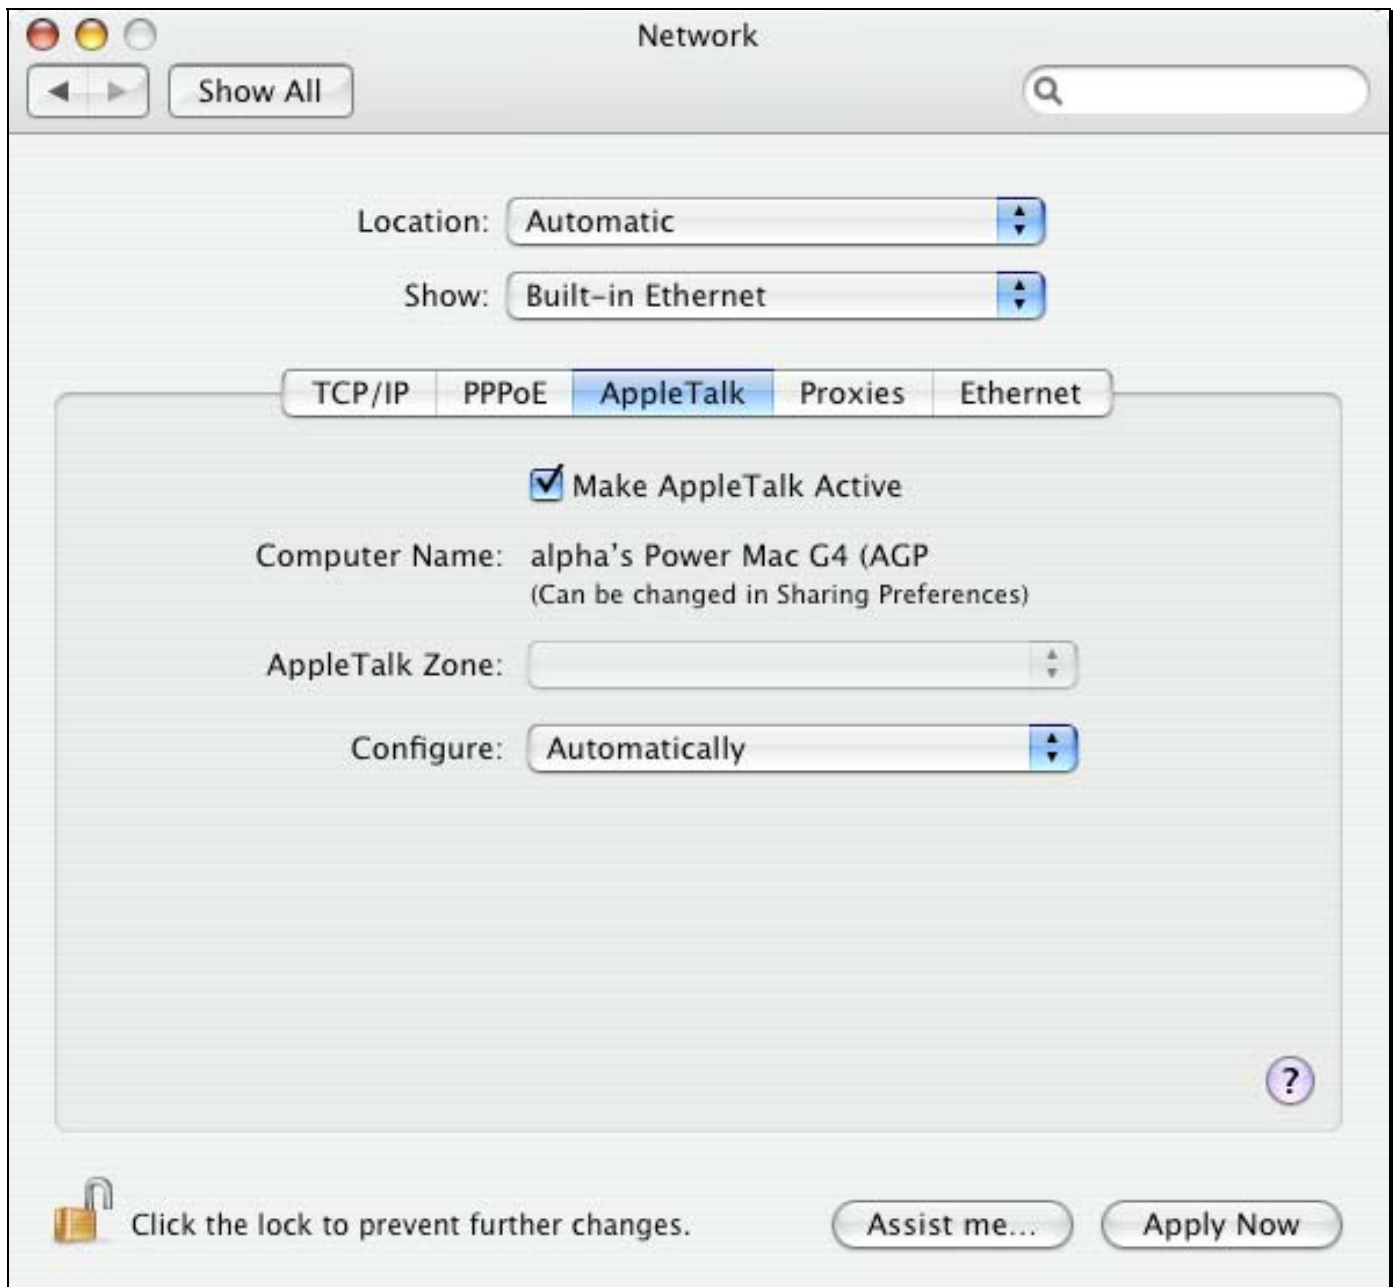 Network
Show All
Location: Automatic
Show: Built-in Ethernet
TCP/IP PPPoE AppleTalk Proxies Ethernet
Make AppleTalk Active
Computer Name: alpha's Power Mac G4 (AGP
(Can be changed in Sharing Preferences)
AppleTalk Zone:
Configure: Automatically
?
Click the lock to prevent further changes. Assist me... Apply Now